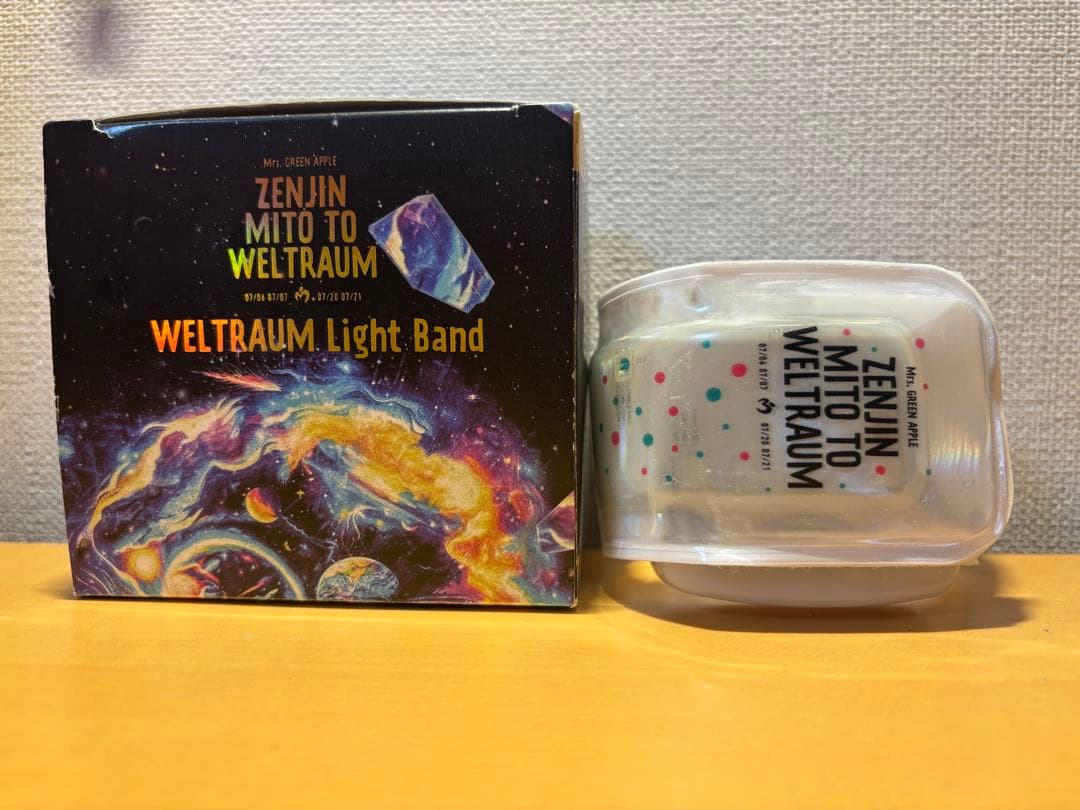 Mrs. GREEN APPLE
ZENJIN
MITO TO
WELTRAUM
07/06 07/07 07/20 07/21
WELTRAUM Light Band
Mrs. GREEN APPLE
ZENJIN
MITO TO
WELTRAUM
07/06 07/07 07/20 07/21